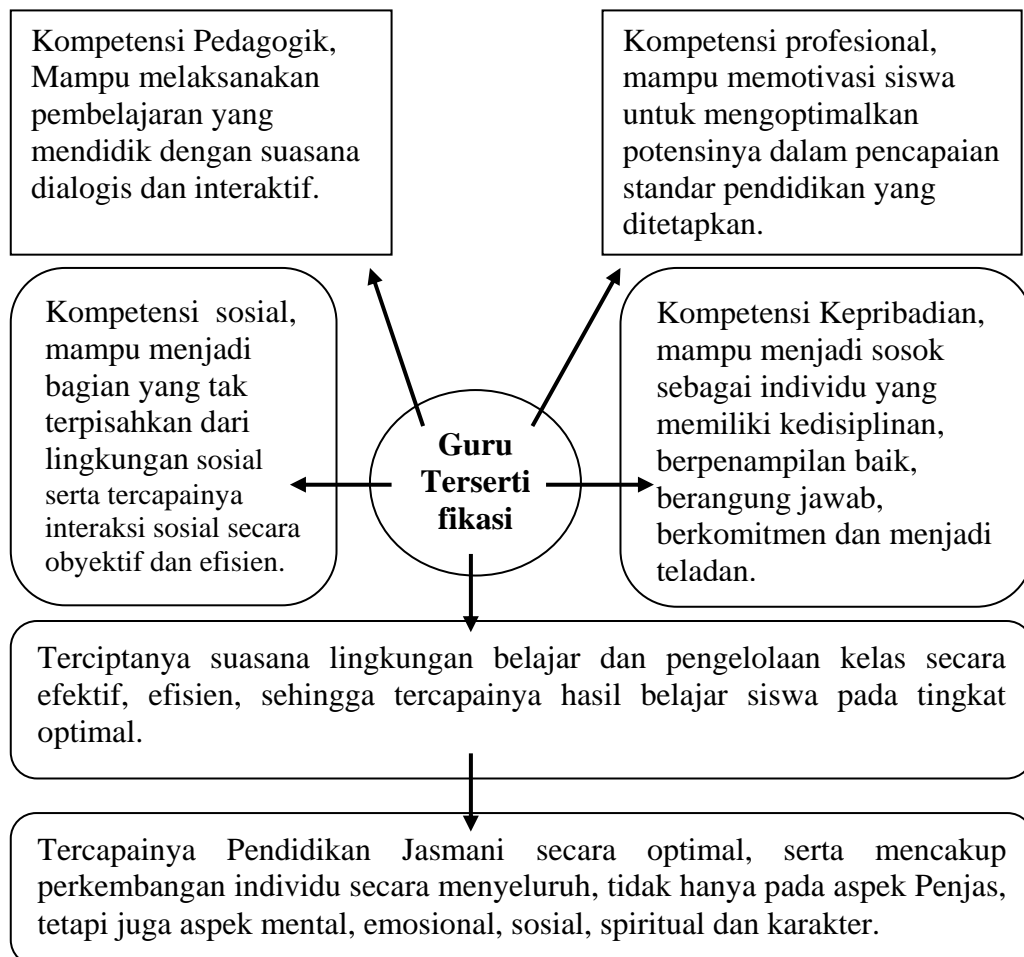 Kompetensi Pedagogik,
Mampu melaksanakan
pembelajaran yang
mendidik dengan suasana
dialogis dan interaktif.
Kompetensi profesional,
mampu memotivasi siswa
untuk mengoptimalkan
potensinya dalam pencapaian
standar pendidikan yang
ditetapkan.
Kompetensi sosial,
mampu menjadi
bagian yang tak
terpisahkan dari
lingkungan sosial
serta tercapainya
interaksi sosial secara
obyektif dan efisien.
Guru
Terserti
fikasi
Kompetensi Kepribadian,
mampu menjadi sosok
sebagai individu yang
memiliki kedisiplinan,
berpenampilan baik,
berangung jawab,
berkomitmen dan menjadi
teladan.
Terciptanya suasana lingkungan belajar dan pengelolaan kelas secara
efektif, efisien, sehingga tercapainya hasil belajar siswa pada tingkat
optimal.
Tercapainya Pendidikan Jasmani secara optimal, serta mencakup
perkembangan individu secara menyeluruh, tidak hanya pada aspek Penjas,
tetapi juga aspek mental, emosional, sosial, spiritual dan karakter.